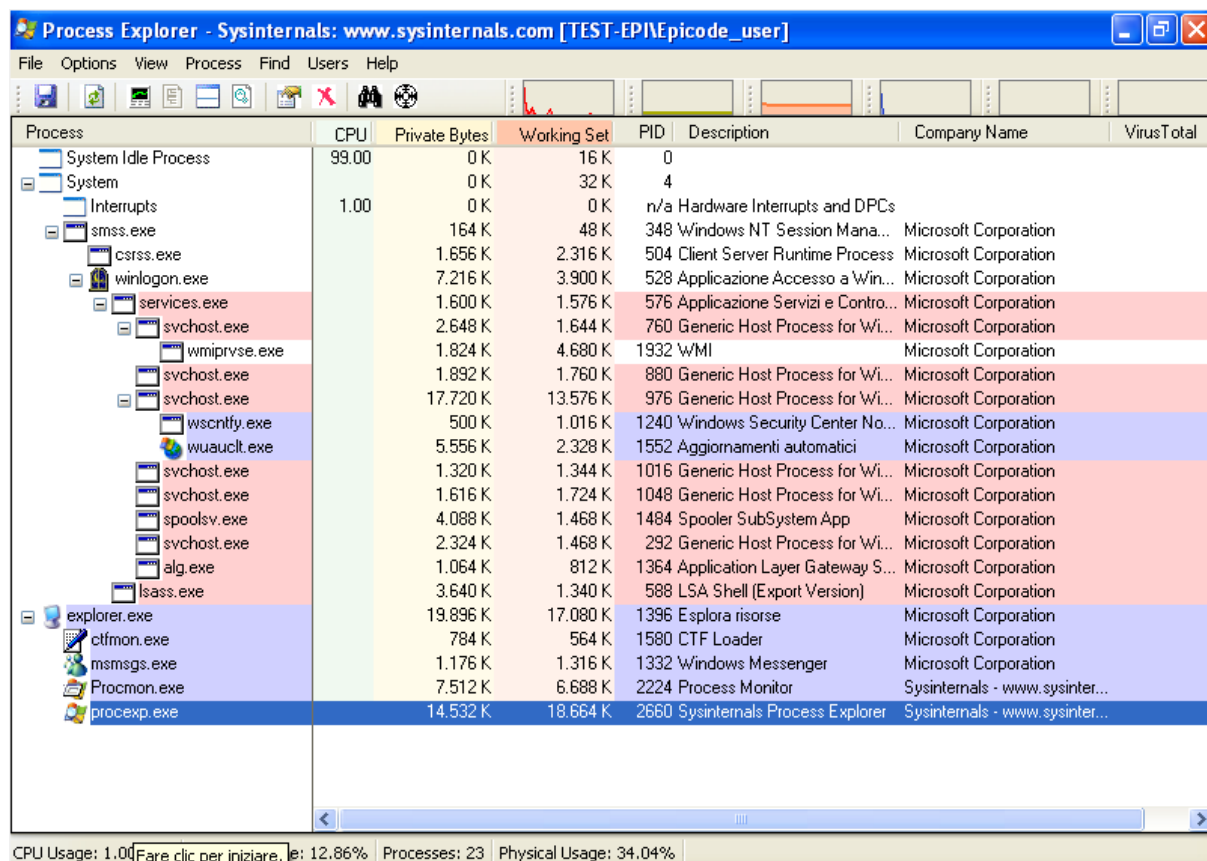 Process Explorer - Sysinternals: www.sysinternals.com [TEST-EPI\Epicode_user]
File Options View Process Find Users Help
Process CPU Private Bytes Working Set PID Description Company Name VirusTotal
System Idle Process 99.00 0 K 16 K 0
System 0 K 32 K 4
Interrupts 1.00 0 K 0 K n/a Hardware Interrupts and DPCs
smss.exe 164 K 48 K 348 Windows NT Session Mana... Microsoft Corporation
csrss.exe 1.656 K 2.316 K 504 Client Server Runtime Process Microsoft Corporation
winlogon.exe 7.216 K 3.900 K 528 Applicazione Accesso a Win... Microsoft Corporation
services.exe 1.600 K 1.576 K 576 Applicazione Servizi e Contro... Microsoft Corporation
svchost.exe 2.648 K 1.644 K 760 Generic Host Process for Wi... Microsoft Corporation
wmiprvse.exe 1.824 K 4.680 K 1932 WMI Microsoft Corporation
svchost.exe 1.892 K 1.760 K 880 Generic Host Process for Wi... Microsoft Corporation
svchost.exe 17.720 K 13.576 K 976 Generic Host Process for Wi... Microsoft Corporation
wscntfy.exe 500 K 1.016 K 1240 Windows Security Center No... Microsoft Corporation
wuauclt.exe 5.556 K 2.328 K 1552 Aggiornamenti automatici Microsoft Corporation
svchost.exe 1.320 K 1.344 K 1016 Generic Host Process for Wi... Microsoft Corporation
svchost.exe 1.616 K 1.724 K 1048 Generic Host Process for Wi... Microsoft Corporation
spoolsv.exe 4.088 K 1.468 K 1484 Spooler SubSystem App Microsoft Corporation
svchost.exe 2.324 K 1.468 K 292 Generic Host Process for Wi... Microsoft Corporation
alg.exe 1.064 K 812 K 1364 Application Layer Gateway S... Microsoft Corporation
lsass.exe 3.640 K 1.340 K 588 LSA Shell (Export Version) Microsoft Corporation
explorer.exe 19.896 K 17.080 K 1396 Esplora risorse Microsoft Corporation
ctfmon.exe 784 K 564 K 1580 CTF Loader Microsoft Corporation
msmsgs.exe 1.176 K 1.316 K 1332 Windows Messenger Microsoft Corporation
Procmon.exe 7.512 K 6.688 K 2224 Process Monitor Sysinternals - www.sysinter...
procexp.exe 14.532 K 18.664 K 2660 Sysinternals Process Explorer Sysinternals - www.sysinter...
CPU Usage: 1.00 Fare clic per iniziare. e: 12.86% Processes: 23 Physical Usage: 34.04%